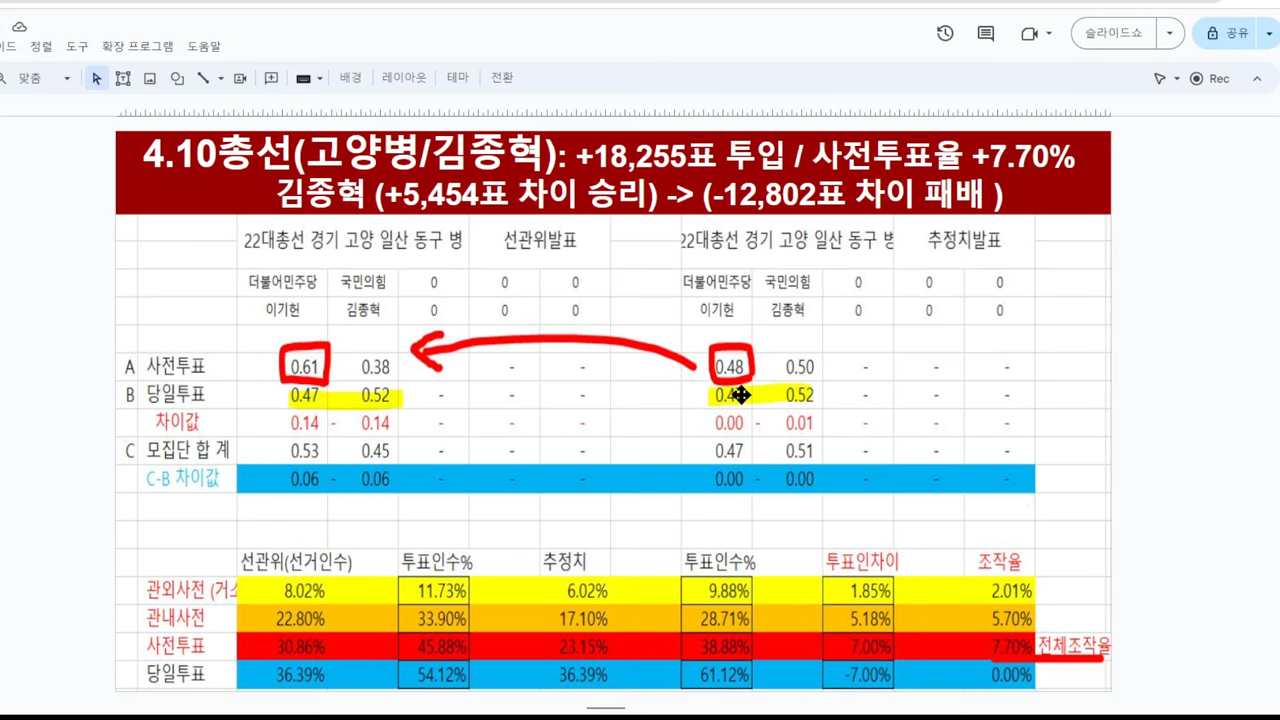 정렬 도구 확장 프로그램 도움말
슬라이드쇼
공유
맞춤
배경 레이아웃 테마 전환
Rec
4.10총선(고양병/김종혁): +18,255표 투입 / 사전투표율 +7.70%
김종혁 (+5,454표 차이 승리) -> (-12,802표 차이 패배 )
22대총선 경기 고양 일산 동구 병 선관위발표 22대총선 경기 고양 일산 동구 병 추정치발표
더불어민주당 국민의힘 0 0 0 더불어민주당 국민의힘 0 0 0
이기헌 김종혁 0 0 0 이기헌 김종혁 0 0 0
A 사전투표 0.61 0.38 - - 0.48 0.50 - - -
B 당일투표 0.47 0.52 - - - 0.52 - - -
차이값 0.14 - 0.14 - - - 0.00 - 0.01 - - -
C 모집단 합 계 0.53 0.45 - - - 0.47 0.51 - - -
C-B 차이값 0.06 - 0.06 - - - 0.00 - 0.00 - - -
선관위(선거인수) 투표인수% 추정치 투표인수% 투표인차이 조작율
관외사전 (거소 8.02% 11.73% 6.02% 9.88% 1.85% 2.01%
관내사전 22.80% 33.90% 17.10% 28.71% 5.18% 5.70%
사전투표 30.86% 45.88% 23.15% 38.88% 7.00% 7.70% 전체조작율
당일투표 36.39% 54.12% 36.39% 61.12% -7.00% 0.00%